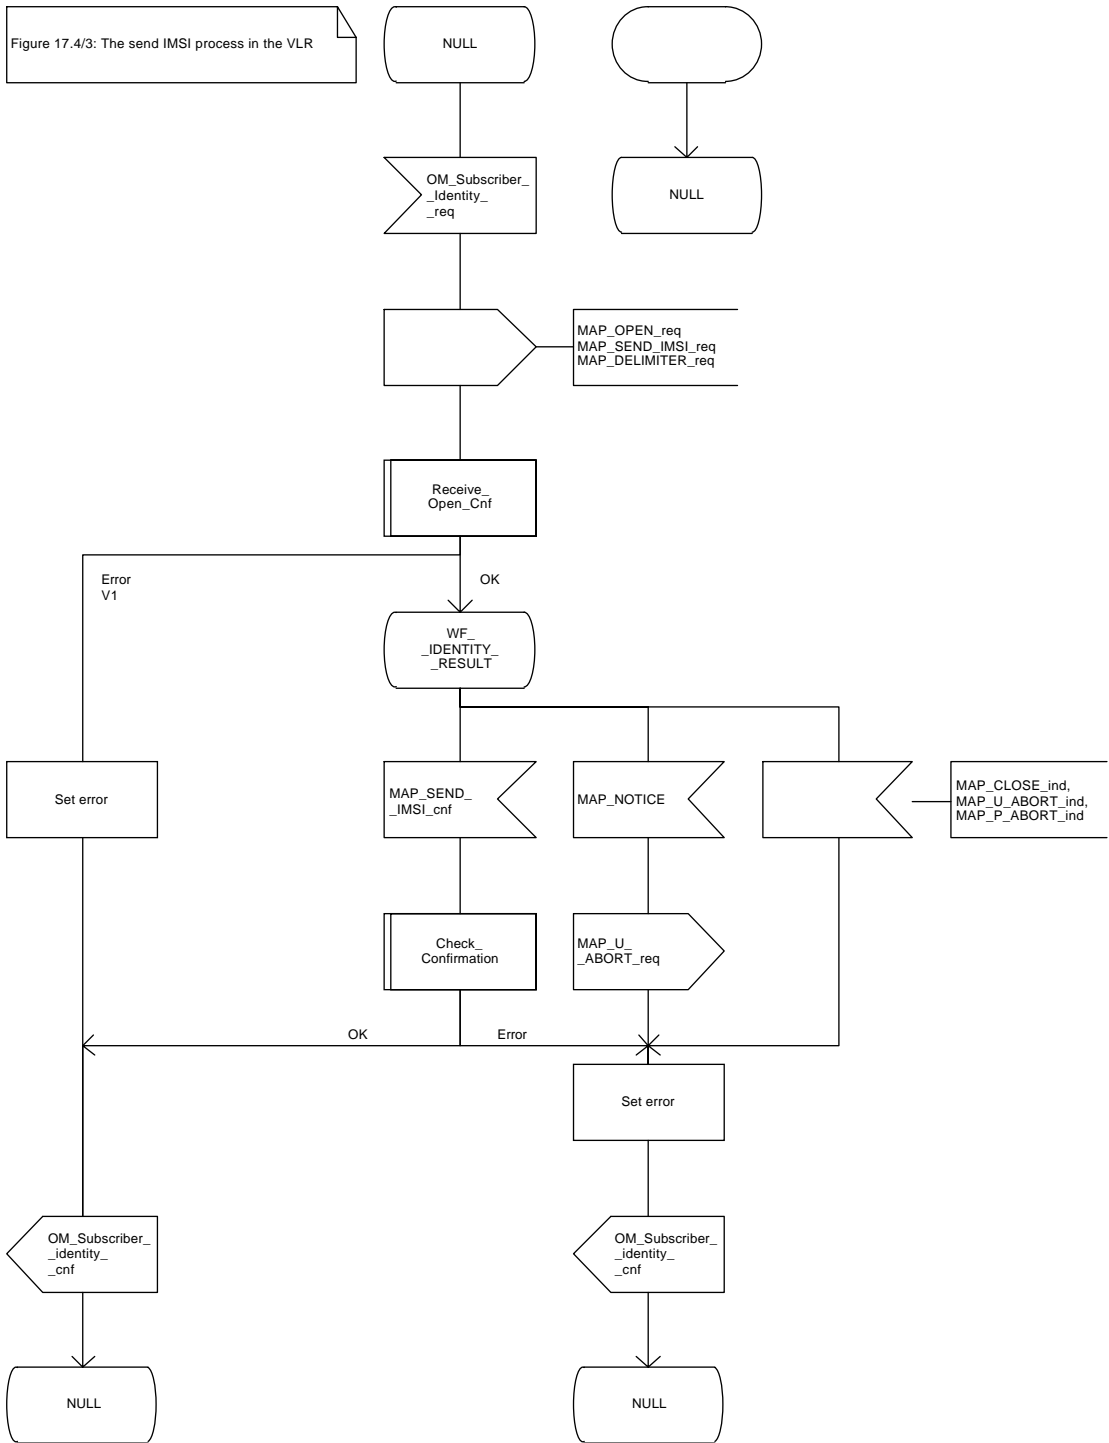 Figure 17.4/3: The send IMSI process in the VLR
NULL
OM_Subscriber_
_Identity_
_req
NULL
MAP_OPEN_req
MAP_SEND_IMSI_req
MAP_DELIMITER_req
Receive_
Open_Cnf
Error
V1
OK
WF_
_IDENTITY_
_RESULT
Set error
MAP_SEND_
_IMSI_cnf
MAP_NOTICE
MAP_CLOSE_ind,
MAP_U_ABORT_ind,
MAP_P_ABORT_ind
Check_
Confirmation
MAP_U_
_ABORT_req
OK
Error
Set error
OM_Subscriber_
_identity_
_cnf
OM_Subscriber_
_identity_
_cnf
NULL
NULL